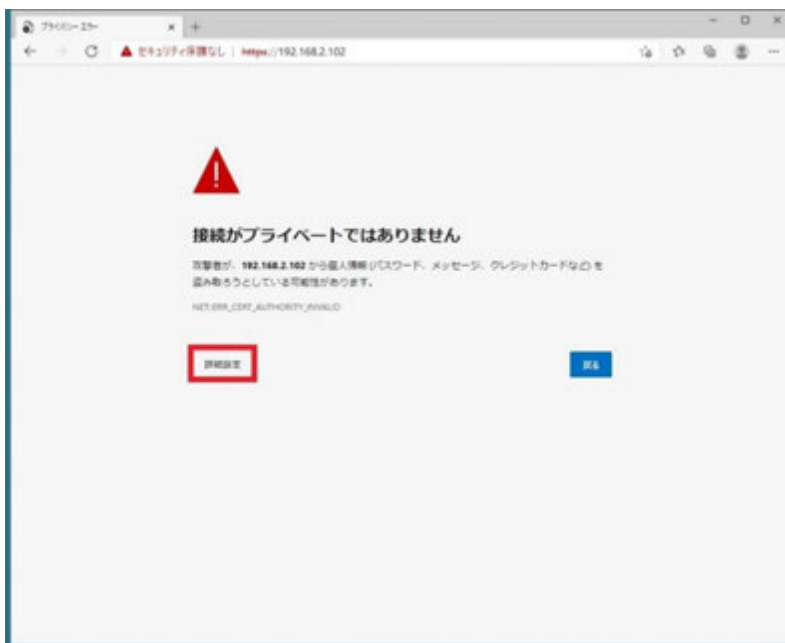 プライバシー エラー
セキュリティ保護なし | https://192.168.2.102
接続がプライベートではありません
攻撃者が、192.168.2.102 から個人情報 (パスワード、メッセージ、クレジットカードなど) を
盗み取ろうとしている可能性があります。
NET::ERR_CERT_AUTHORITY_INVALID
詳細設定
戻る